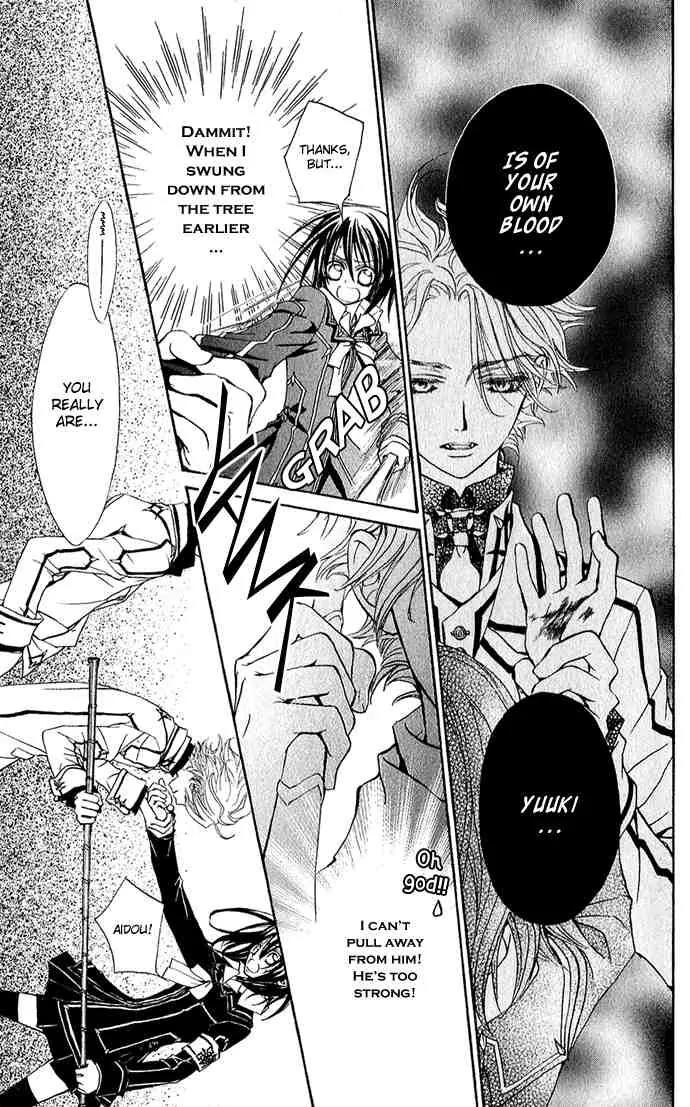 IS OF
YOUR
OWN
BLOOD
...
YUUKI
...
THANKS,
BUT...
DAMMIT!
WHEN I
SWUNG
DOWN FROM
THE TREE
EARLIER
...
GRAB
YANK
Oh
god!!
I CAN'T
PULL AWAY
FROM HIM!
HE'S TOO
STRONG!
YOU
REALLY
ARE...
AIDOU!